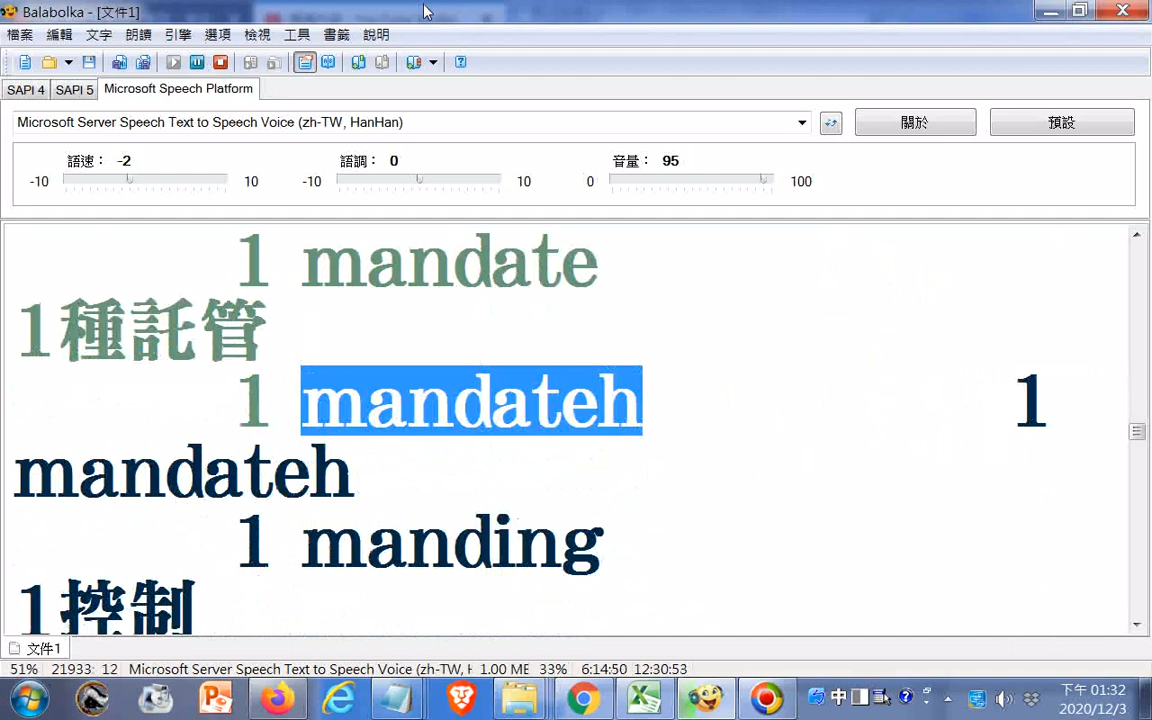 Balabolka - [文件1]
檔案 編輯 文字 朗讀 引擎 選項 檢視 工具 書籤 說明
SAPI 4 SAPI 5 Microsoft Speech Platform
Microsoft Server Speech Text to Speech Voice (zh-TW, HanHan) 關於 預設
語速： -2 語調： 0 音量： 95
-10 10 -10 10 0 100
1 mandate
1種託管
1 mandateh 1
mandateh
1 manding
1控制
文件1
51% 21933: 12 Microsoft Server Speech Text to Speech Voice (zh-TW, H 1.00 ME 33% 6:14:50 12:30:53
中 下午 01:32
2020/12/3